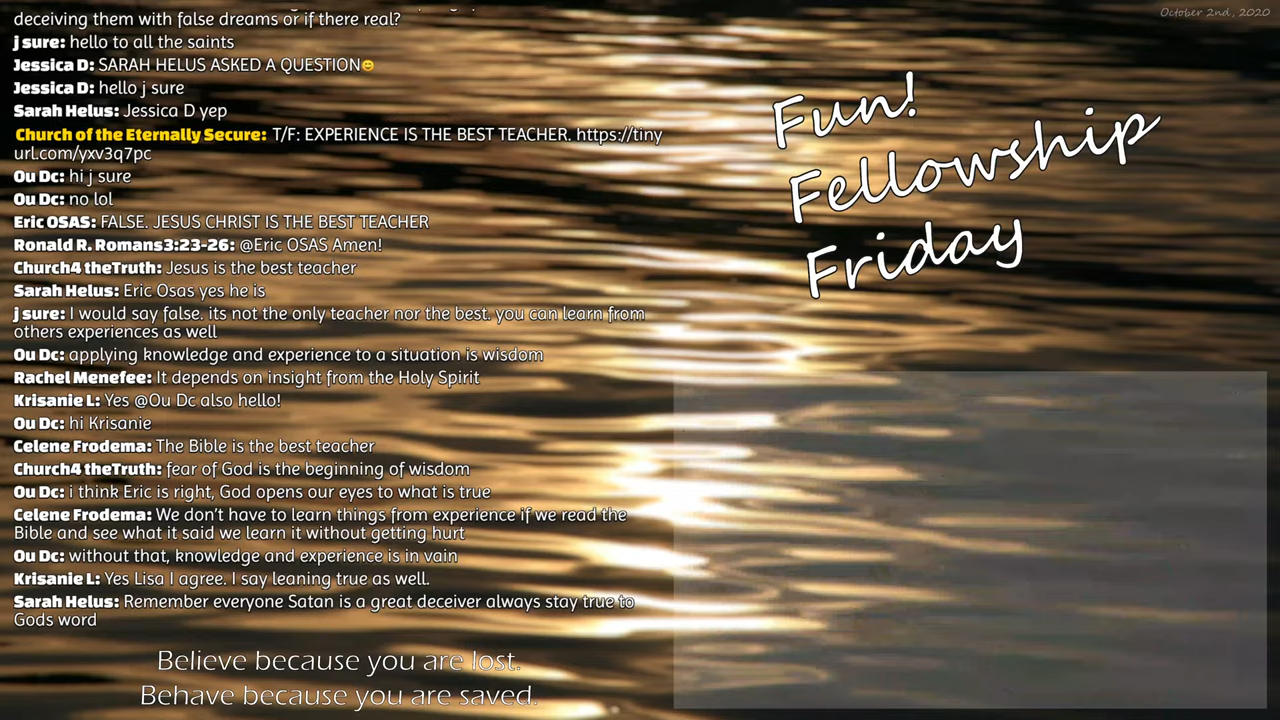 October 2nd, 2020
deceiving them with false dreams or if there real?
j sure: hello to all the saints
Jessica D: SARAH HELUS ASKED A QUESTION😊
Jessica D: hello j sure
Sarah Helus: Jessica D yep
Church of the Eternally Secure: T/F: EXPERIENCE IS THE BEST TEACHER. https://tiny
url.com/yxv3q7pc
Ou Dc: hi j sure
Ou Dc: no lol
Eric OSAS: FALSE. JESUS CHRIST IS THE BEST TEACHER
Ronald R. Romans3:23-26: @Eric OSAS Amen!
Church4 theTruth: Jesus is the best teacher
Sarah Helus: Eric Osas yes he is
j sure: I would say false. its not the only teacher nor the best. you can learn from
others experiences as well
Ou Dc: applying knowledge and experience to a situation is wisdom
Rachel Menefee: It depends on insight from the Holy Spirit
Krisanie L: Yes @Ou Dc also hello!
Ou Dc: hi Krisanie
Celene Frodema: The Bible is the best teacher
Church4 theTruth: fear of God is the beginning of wisdom
Ou Dc: i think Eric is right, God opens our eyes to what is true
Celene Frodema: We don't have to learn things from experience if we read the
Bible and see what it said we learn it without getting hurt
Ou Dc: without that, knowledge and experience is in vain
Krisanie L: Yes Lisa I agree. I say leaning true as well.
Sarah Helus: Remember everyone Satan is a great deceiver always stay true to
Gods word
Believe because you are lost.
Behave because you are saved.
Fun!
Fellowship
Friday